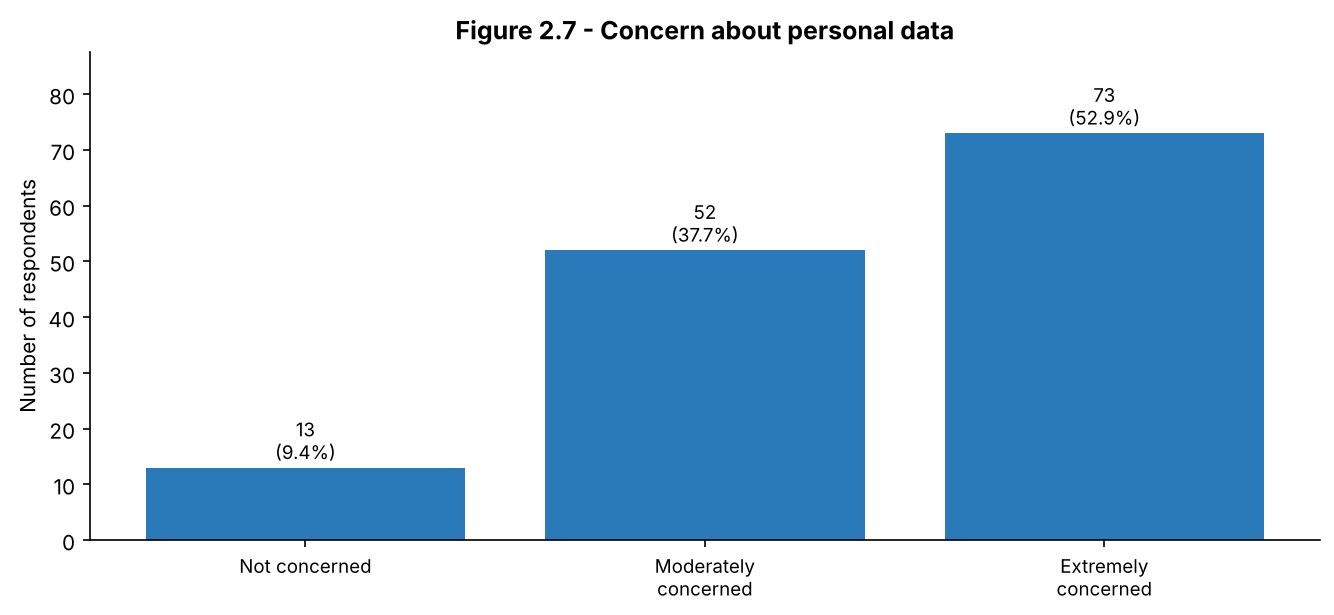 Figure 2.7 - Concern about personal data
Number of respondents
80
70
60
50
40
30
20
10
0
13
(9.4%)
52
(37.7%)
73
(52.9%)
Not concerned
Moderately
concerned
Extremely
concerned